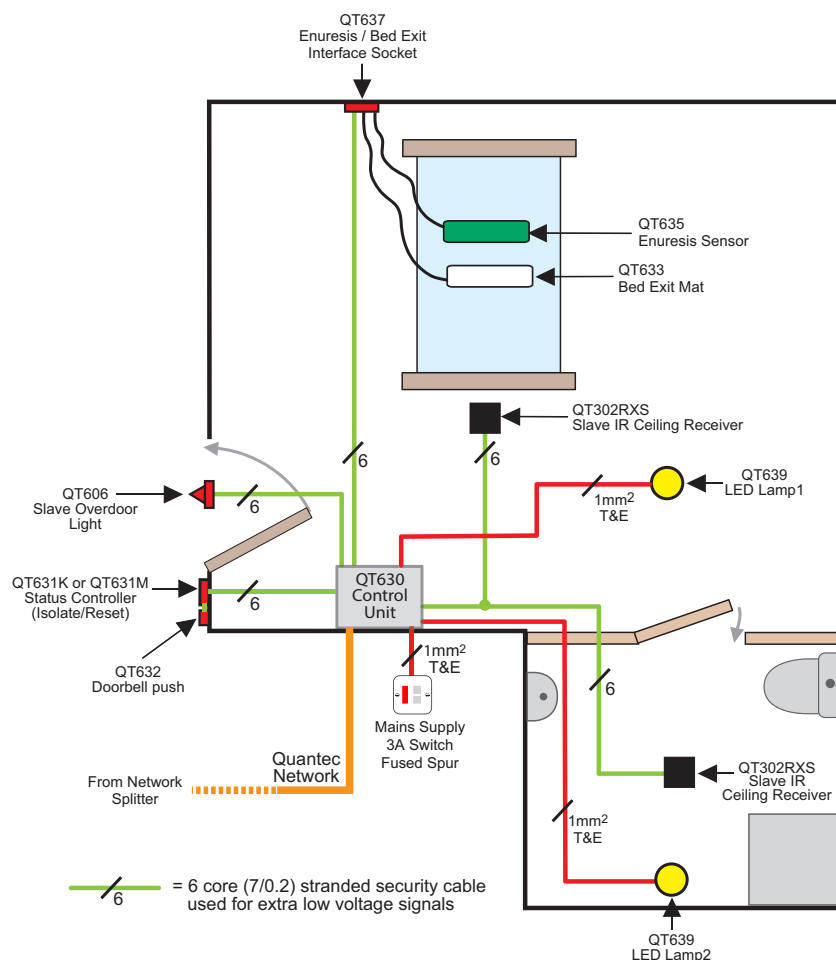 QT637
Enuresis / Bed Exit
Interface Socket
QT635
Enuresis Sensor
QT633
Bed Exit Mat
QT302RXS
Slave IR Ceiling Receiver
6
6
QT606
Slave Overdoor
Light
6
1mm2
T&E
QT639
LED Lamp1
QT631K or QT631M
Status Controller
(Isolate/Reset)
6
QT630
Control
Unit
QT632
Doorbell push
1mm2
T&E
6
Mains Supply
3A Switch
Fused Spur
Quantec
Network
From Network
Splitter
QT302RXS
Slave IR
Ceiling Receiver
1mm2
T&E
6
= 6 core (7/0.2) stranded security cable
used for extra low voltage signals
QT639
LED Lamp2